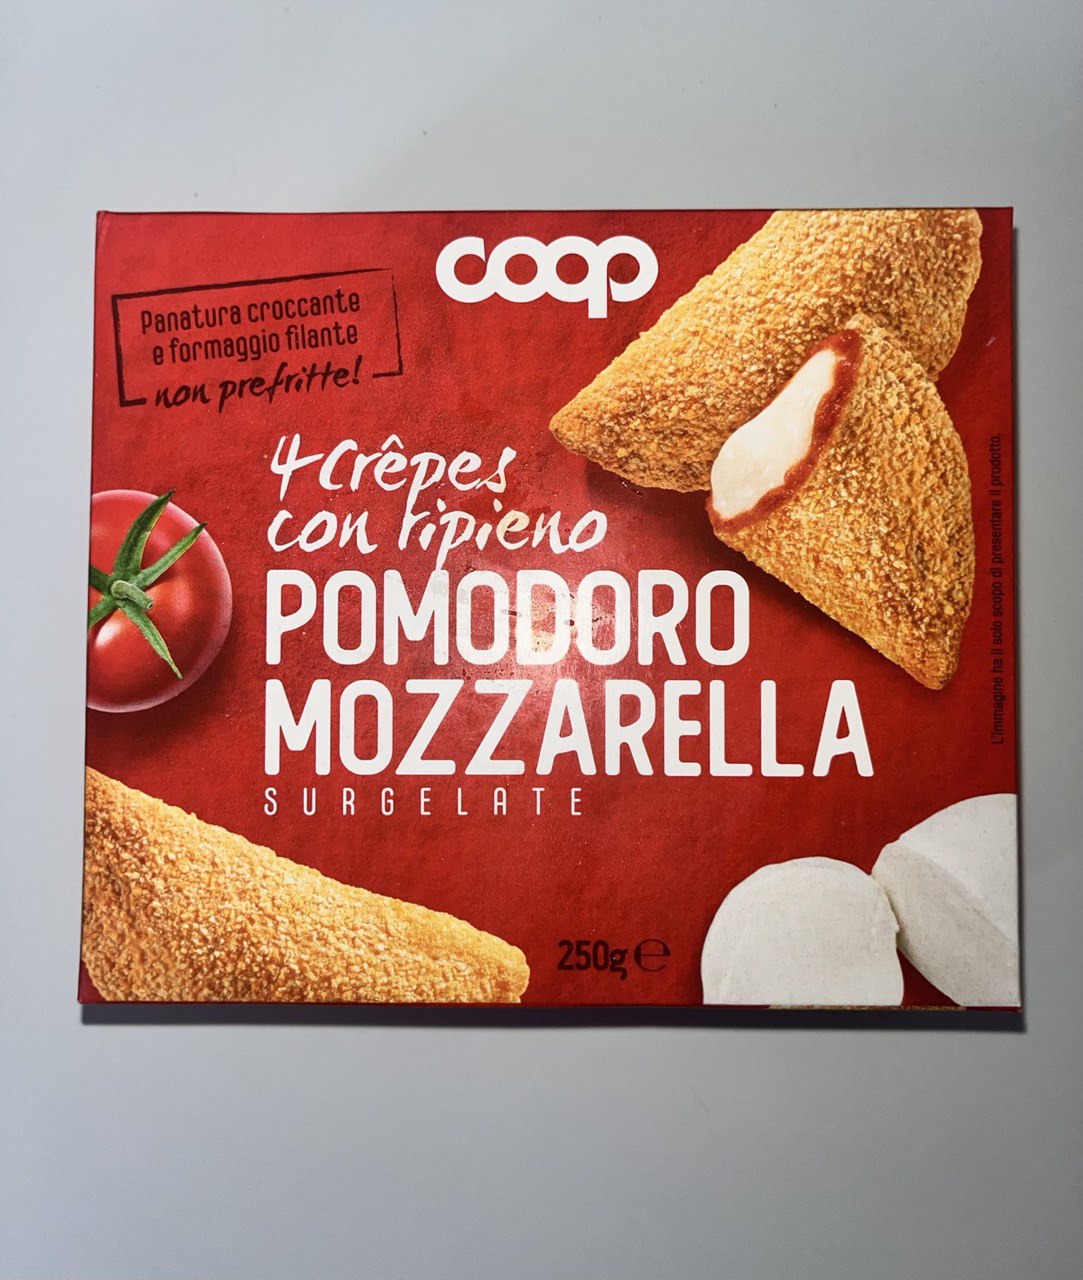 coop
Panatura croccante
e formaggio filante
non prefritte!
4 crêpes
con ripieno
POMODORO
MOZZARELLA
SURGELATE
250g ℮
L'immagine ha il solo scopo di presentare il prodotto.